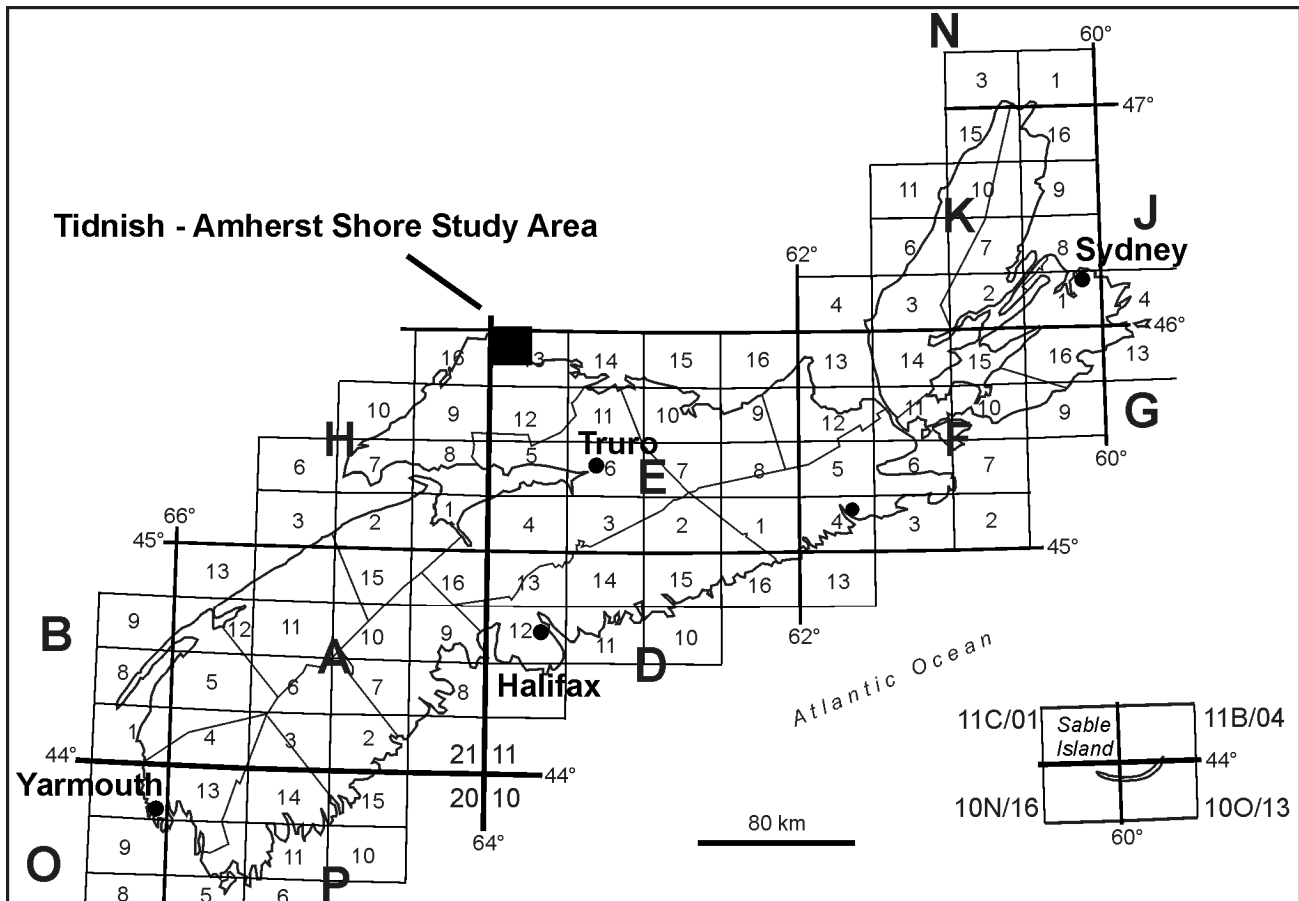 N
60°
3 1
47°
15 16
11 10 9
K
J
Tidnish - Amherst Shore Study Area
6 7 8
Sydney
62°
4 3 2 1 4
46°
16 13 14 15 16 13 14 15 16 13
10 9 12 11 10 9 12 11 10 9
G
H
F
Truro
6 7 8 5 6 7 8 5 6 7
E
66°
3 2 1 4 3 2 1 4 3 2
45°
45°
13 15 16 13 14 15 16 13
B
9 12 11 10 9 12 11 10
62°
A
D
8 5 6 7 8
Halifax
Atlantic Ocean
1 4 3 2
21 11
44°
44°
20 10
Yarmouth
13 14 15
64°
9 11 10
O
P
8 5 6
80 km
11C/01
Sable
Island
11B/04
44°
10N/16
10O/13
60°
60°